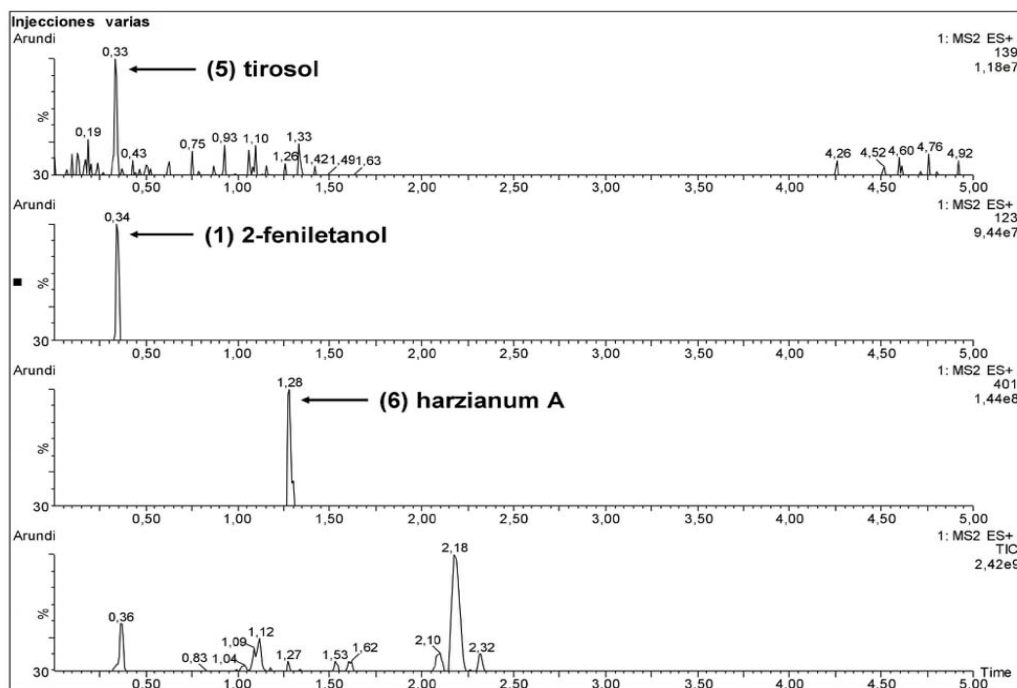 Injecciones varias
Arundi
1: MS2 ES+
139
1,18e7
0,33
(5) tirosol
0,19
0,43
0,75
0,93
1,10
1,26
1,33
1,42
1,49
1,63
4,26
4,52
4,60
4,76
4,92
%
30
0,50 1,00 1,50 2,00 2,50 3,00 3,50 4,00 4,50 5,00
Arundi
1: MS2 ES+
123
9,44e7
0,34
(1) 2-feniletanol
%
30
0,50 1,00 1,50 2,00 2,50 3,00 3,50 4,00 4,50 5,00
Arundi
1: MS2 ES+
401
1,44e8
1,28
(6) harzianum A
%
30
0,50 1,00 1,50 2,00 2,50 3,00 3,50 4,00 4,50 5,00
Arundi
1: MS2 ES+
TIC
2,42e9
0,36
0,83
1,04
1,09
1,12
1,27
1,53
1,62
2,10
2,18
2,32
%
30
Time
0,50 1,00 1,50 2,00 2,50 3,00 3,50 4,00 4,50 5,00